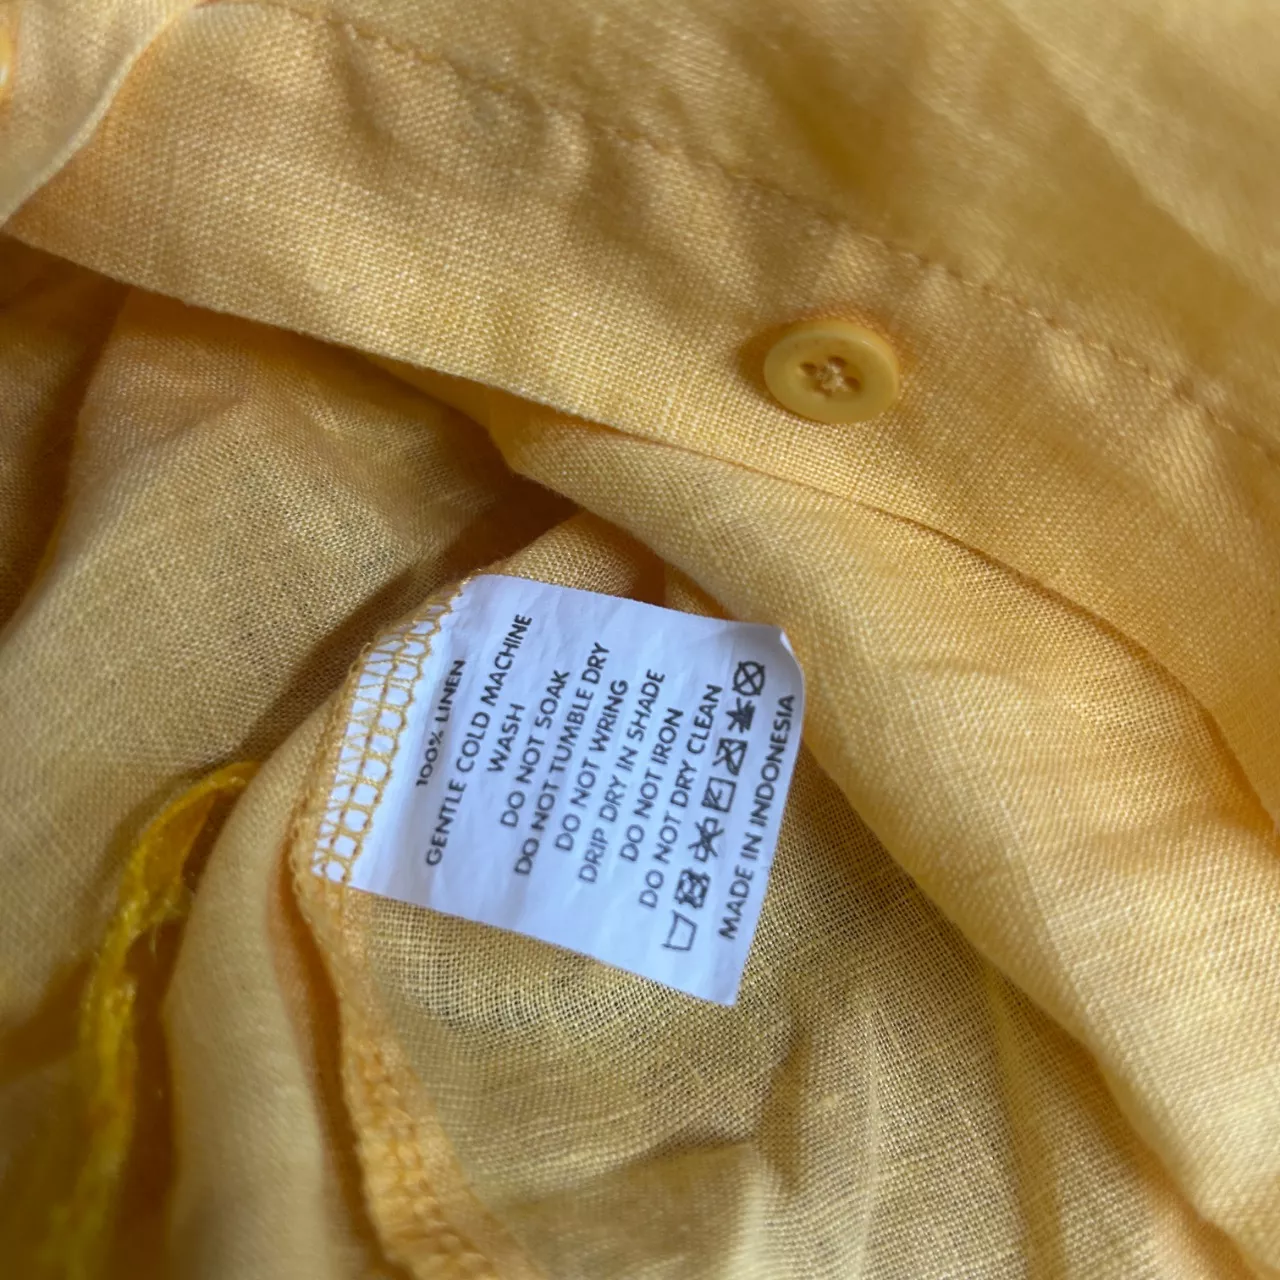 100% LINEN
GENTLE COLD MACHINE
WASH
DO NOT SOAK
DO NOT TUMBLE DRY
DO NOT WRING
DRIP DRY IN SHADE
DO NOT IRON
DO NOT DRY CLEAN
MADE IN INDONESIA